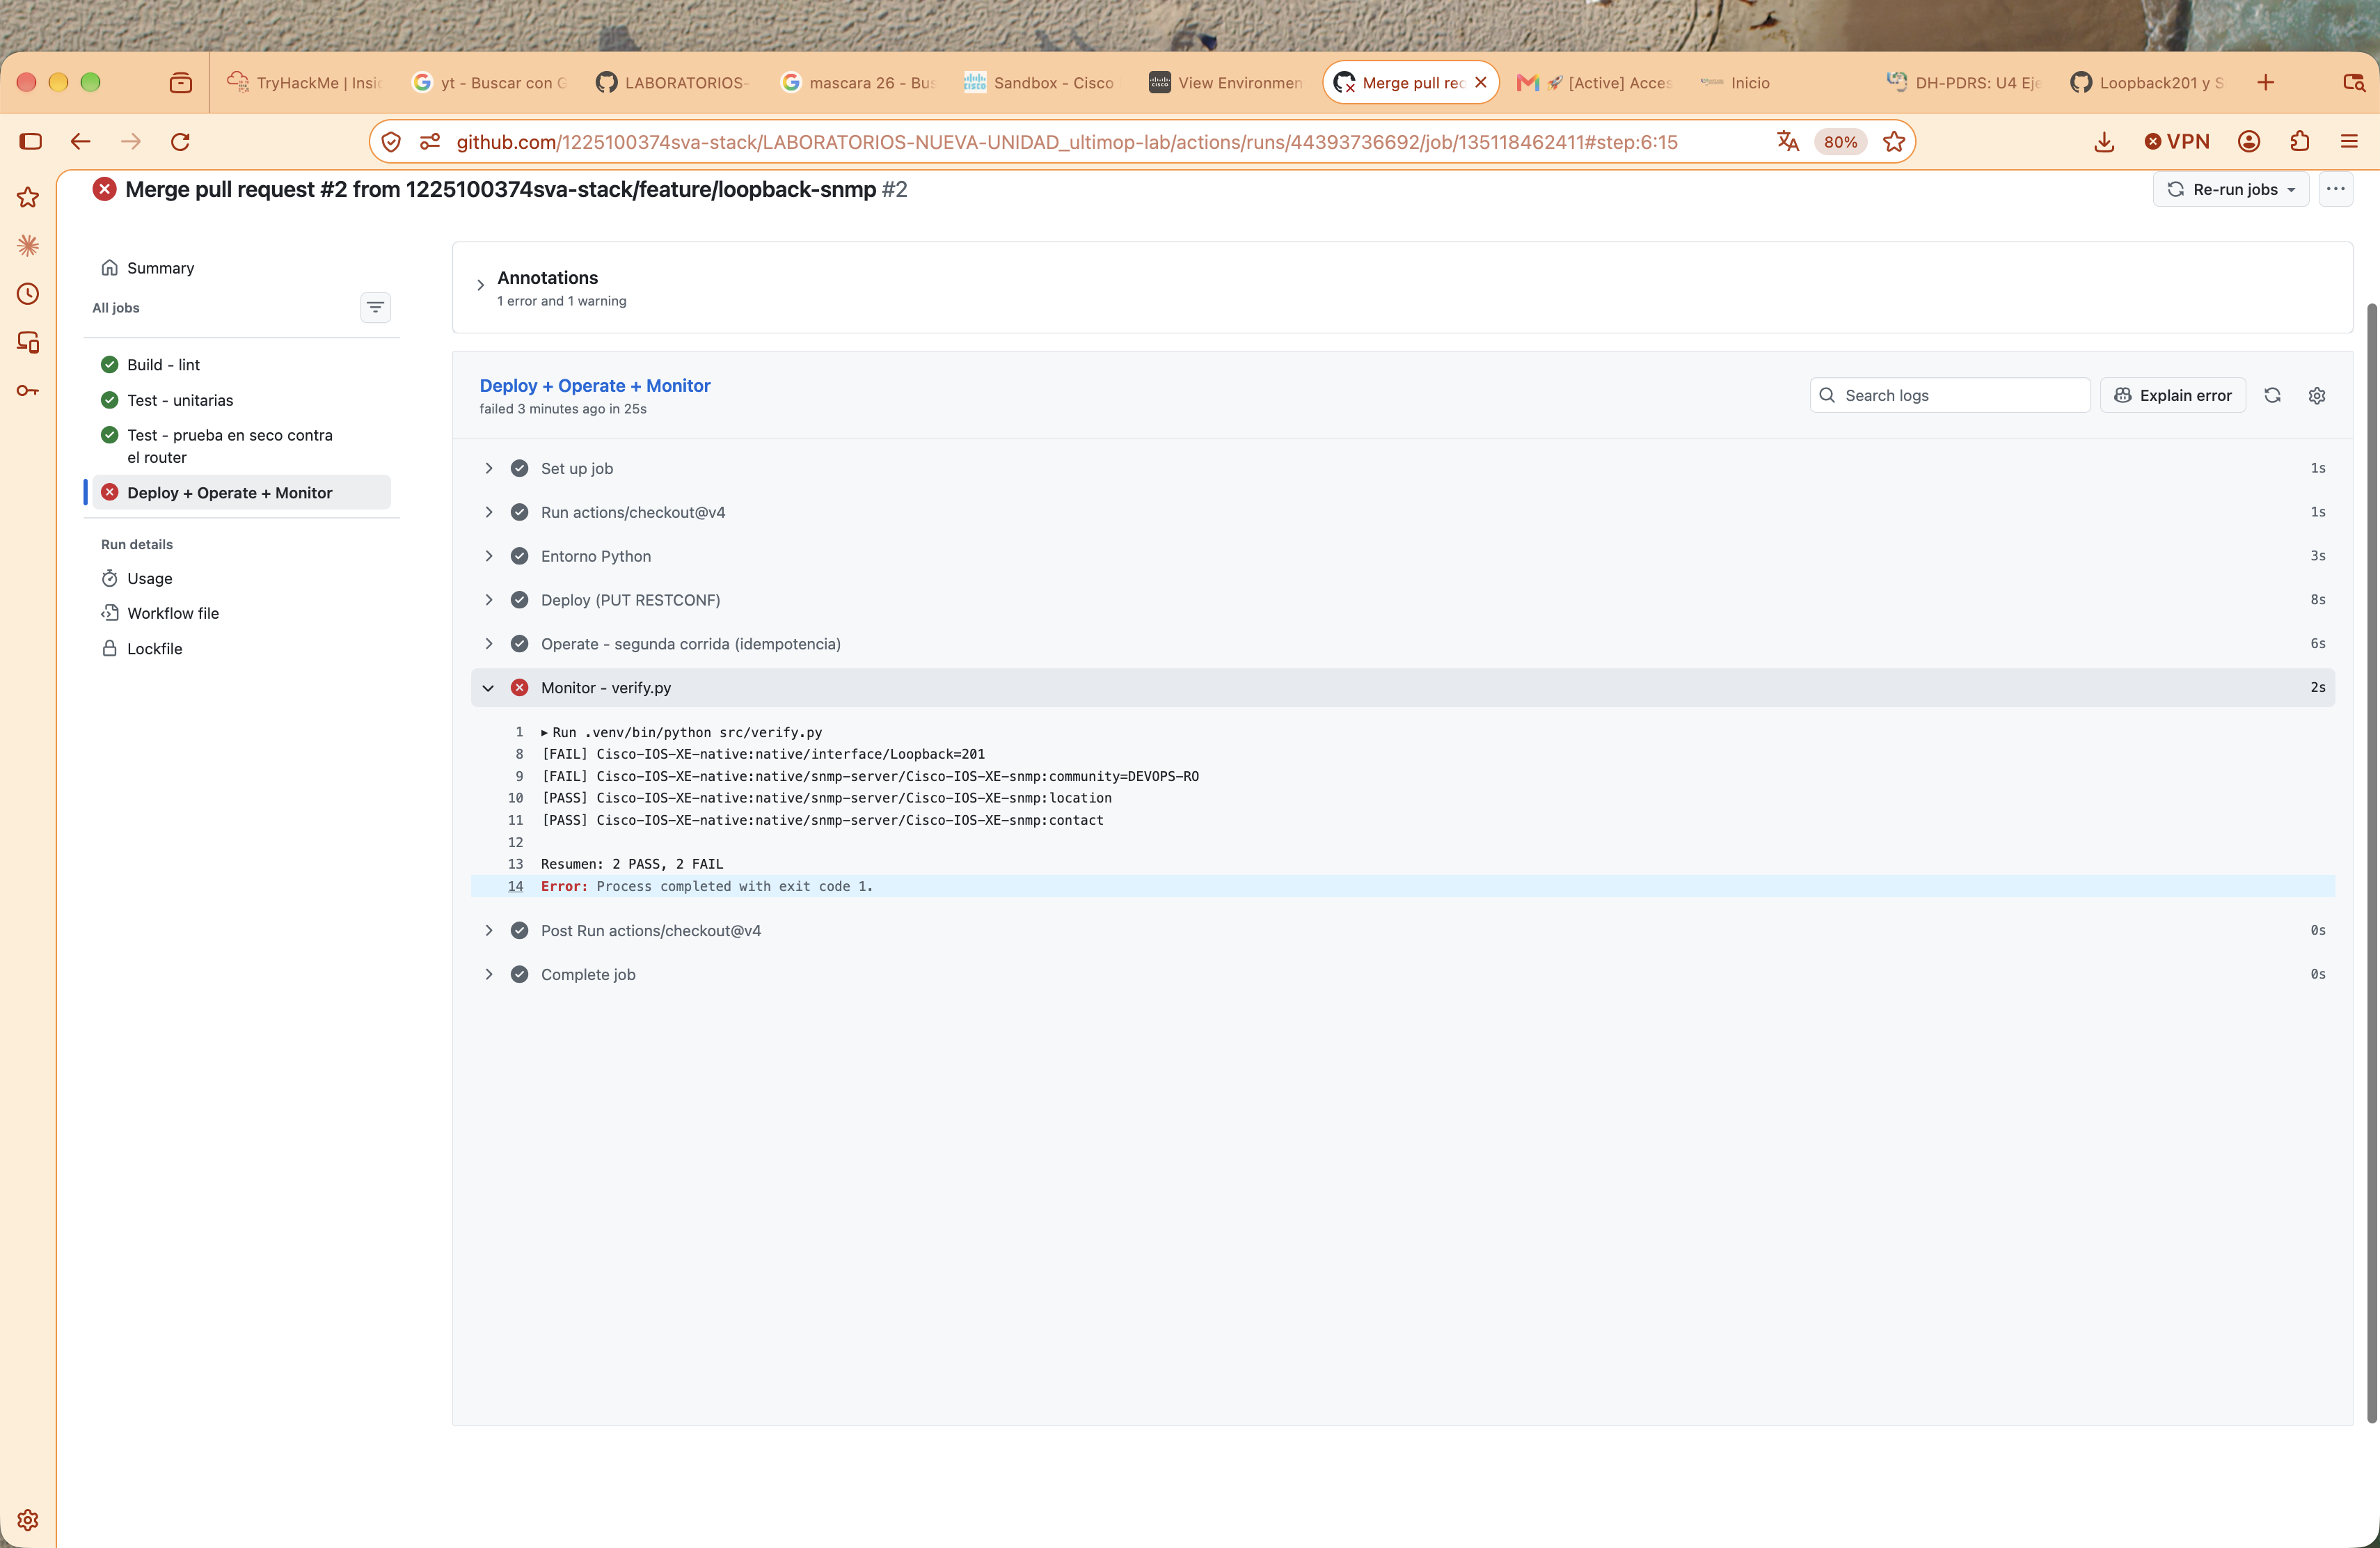 TryHackMe | Insi
yt - Buscar con G
LABORATORIOS-
mascara 26 - Bus
Sandbox - Cisco
View Environmen
Merge pull rec
[Active] Acces
Inicio
DH-PDRS: U4 Eje
Loopback201 y S
github.com/1225100374sva-stack/LABORATORIOS-NUEVA-UNIDAD_ultimop-lab/actions/runs/44393736692/job/135118462411#step:6:15
80%
VPN
Merge pull request #2 from 1225100374sva-stack/feature/loopback-snmp #2
Re-run jobs
Summary
All jobs
Build - lint
Test - unitarias
Test - prueba en seco contra
el router
Deploy + Operate + Monitor
Run details
Usage
Workflow file
Lockfile
Annotations
1 error and 1 warning
Deploy + Operate + Monitor
failed 3 minutes ago in 25s
Search logs
Explain error
Set up job 1s
Run actions/checkout@v4 1s
Entorno Python 3s
Deploy (PUT RESTCONF) 8s
Operate - segunda corrida (idempotencia) 6s
Monitor - verify.py 2s
1 Run .venv/bin/python src/verify.py
8 [FAIL] Cisco-IOS-XE-native:native/interface/Loopback=201
9 [FAIL] Cisco-IOS-XE-native:native/snmp-server/Cisco-IOS-XE-snmp:community=DEVOPS-RO
10 [PASS] Cisco-IOS-XE-native:native/snmp-server/Cisco-IOS-XE-snmp:location
11 [PASS] Cisco-IOS-XE-native:native/snmp-server/Cisco-IOS-XE-snmp:contact
12
13 Resumen: 2 PASS, 2 FAIL
14 Error: Process completed with exit code 1.
Post Run actions/checkout@v4 0s
Complete job 0s